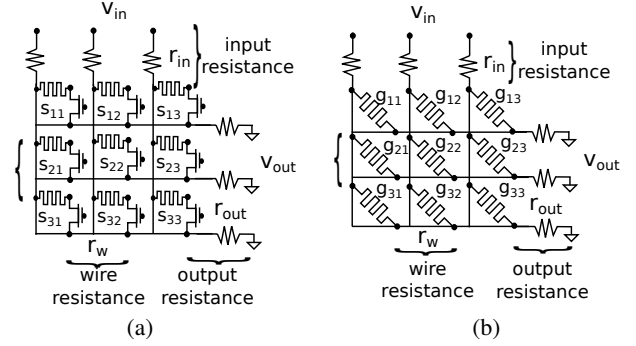 v_in
r_in
input
resistance
s_11 s_12 s_13
s_21 s_22 s_23
v_out
s_31 s_32 s_33
r_out
r_w
wire
resistance
output
resistance
(a)
v_in
r_in
input
resistance
g_11 g_12 g_13
g_21 g_22 g_23
v_out
g_31 g_32 g_33
r_out
r_w
wire
resistance
output
resistance
(b)